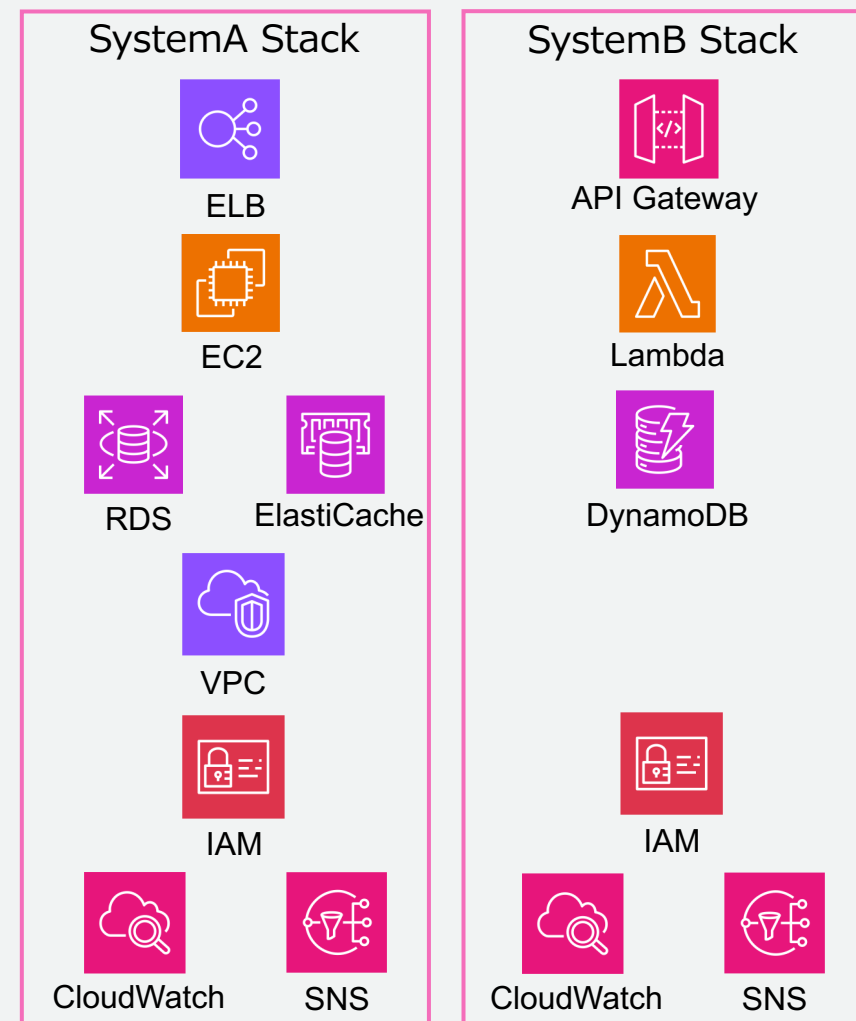 SystemA Stack
ELB
EC2
RDS
ElastiCache
VPC
IAM
CloudWatch
SNS
SystemB Stack
API Gateway
</>
Lambda
DynamoDB
IAM
CloudWatch
SNS